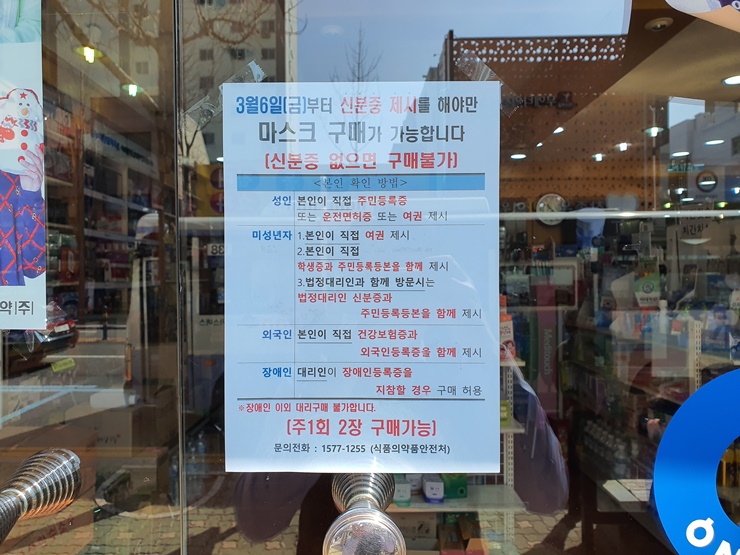 3월6일(금)부터 신분증 제시를 해야만
마스크 구매가 가능합니다
(신분증 없으면 구매불가)
<본인 확인 방법>
성인 본인이 직접 주민등록증
또는 운전면허증 또는 여권 제시
미성년자 1.본인이 직접 여권 제시
2.본인이 직접
학생증과 주민등록등본을 함께 제시
3.법정대리인과 함께 방문시는
법정대리인 신분증과
주민등록등본을 함께 제시
외국인 본인이 직접 건강보험증과
외국인등록증을 함께 제시
장애인 대리인이 장애인등록증을
지참할 경우 구매 허용
※장애인 이외 대리구매 불가합니다.
(주1회 2장 구매가능)
문의전화 : 1577-1255 (식품의약품안전처)
약(주)